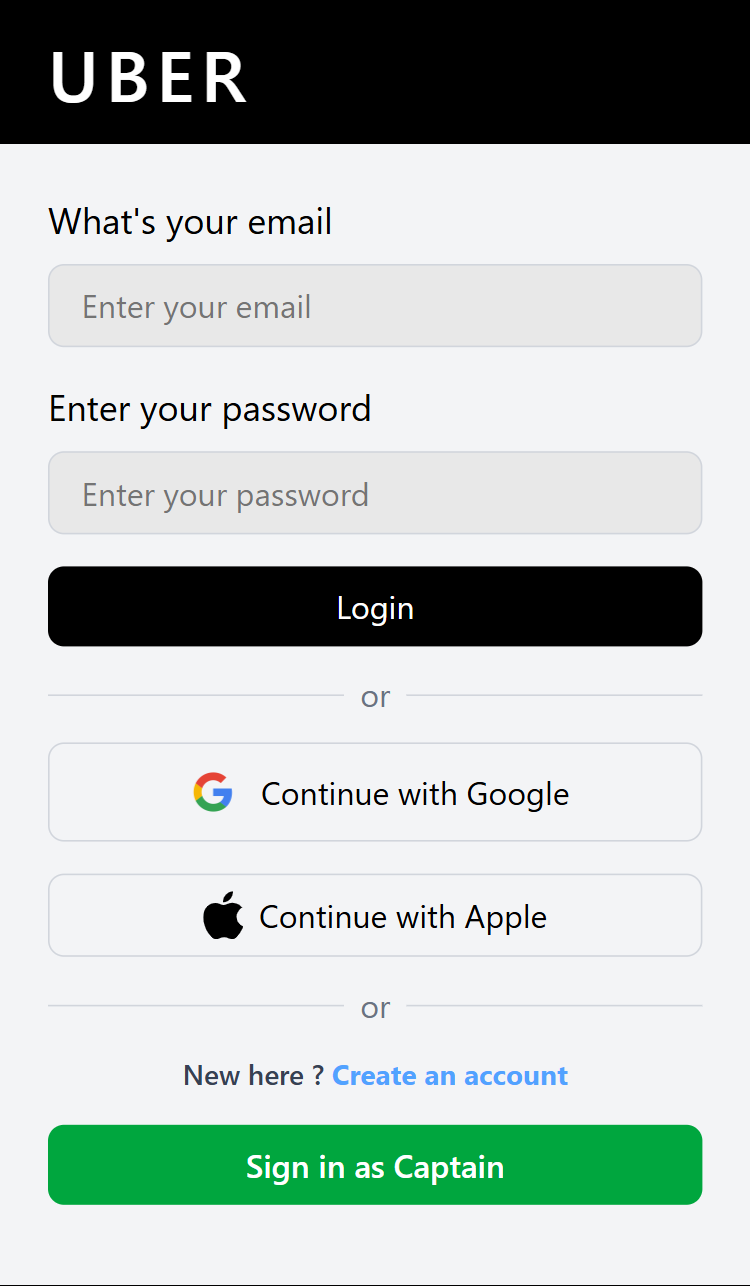 UBER
What's your email
Enter your email
Enter your password
Enter your password
Login
or
Continue with Google
Continue with Apple
or
New here ? Create an account
Sign in as Captain